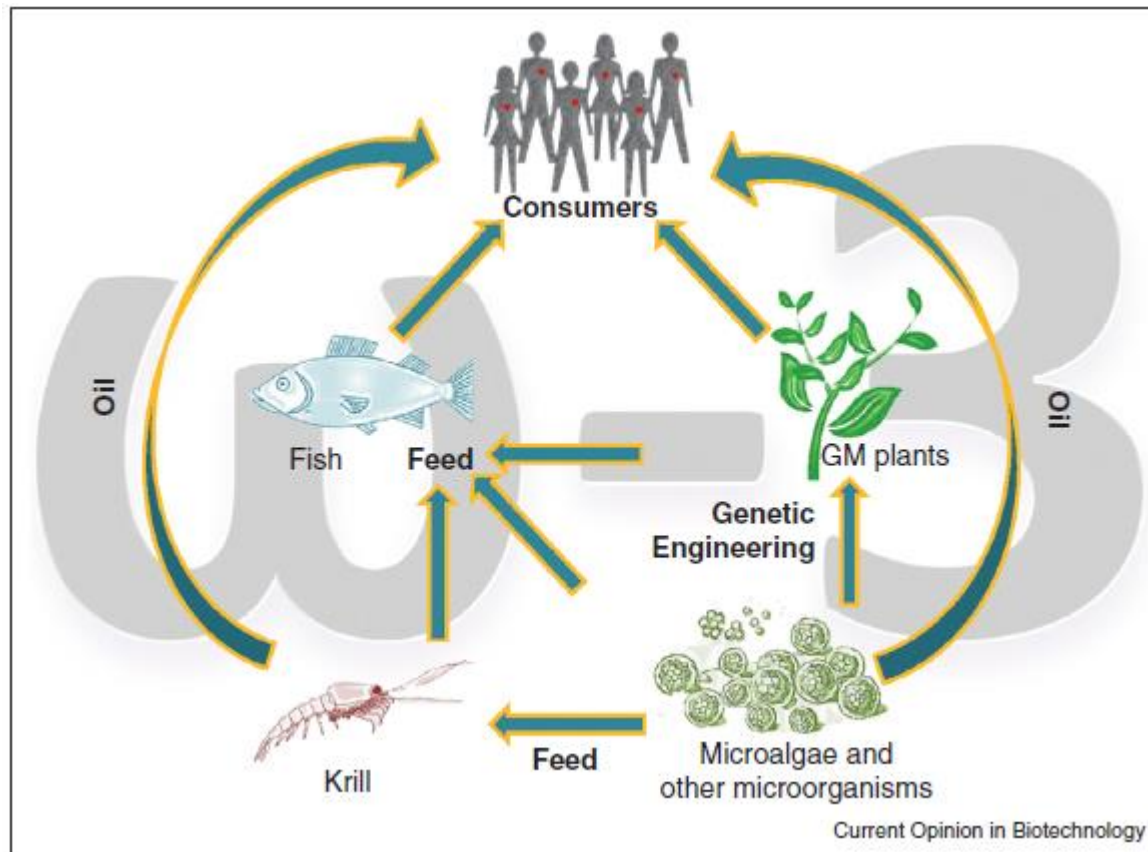 Consumers
Oil
Oil
Fish
Feed
GM plants
Genetic
Engineering
Krill
Feed
Microalgae and
other microorganisms
ω-3
Current Opinion in Biotechnology